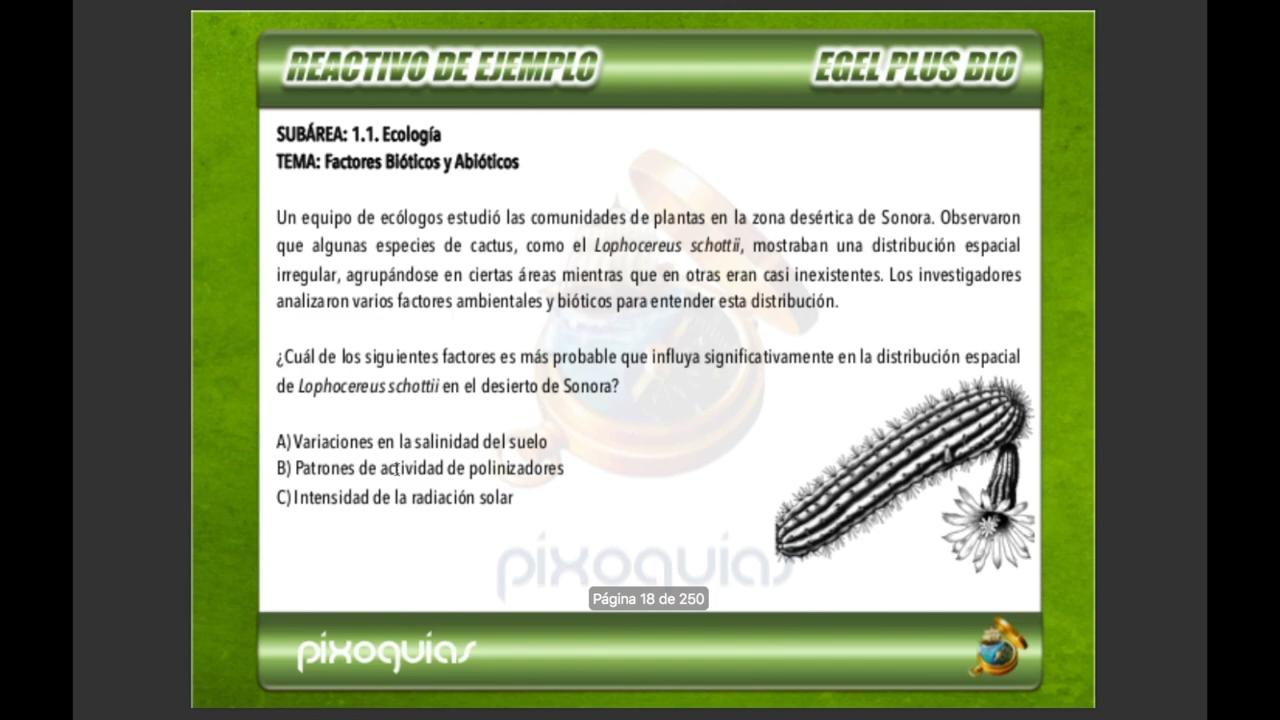 REACTIVO DE EJEMPLO
EGEL PLUS BIO
SUBÁREA: 1.1. Ecología
TEMA: Factores Bióticos y Abióticos
Un equipo de ecólogos estudió las comunidades de plantas en la zona desértica de Sonora. Observaron
que algunas especies de cactus, como el Lophocereus schottii, mostraban una distribución espacial
irregular, agrupándose en ciertas áreas mientras que en otras eran casi inexistentes. Los investigadores
analizaron varios factores ambientales y bióticos para entender esta distribución.
¿Cuál de los siguientes factores es más probable que influya significativamente en la distribución espacial
de Lophocereus schottii en el desierto de Sonora?
A) Variaciones en la salinidad del suelo
B) Patrones de actividad de polinizadores
C) Intensidad de la radiación solar
pixoguías
Página 18 de 250
pixoguías